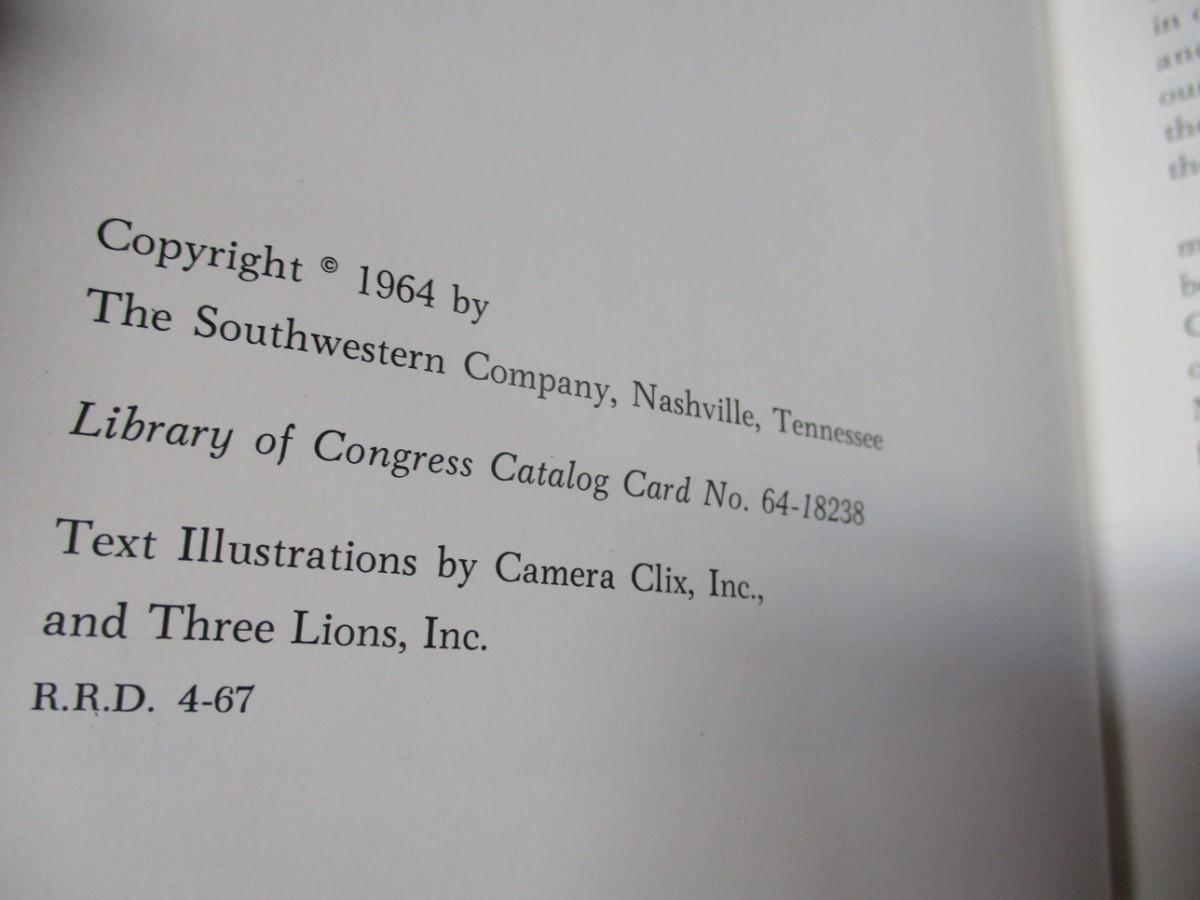 Copyright © 1964 by
The Southwestern Company, Nashville, Tennessee
Library of Congress Catalog Card No. 64-18238
Text Illustrations by Camera Clix, Inc.,
and Three Lions, Inc.
R.R.D. 4-67
in